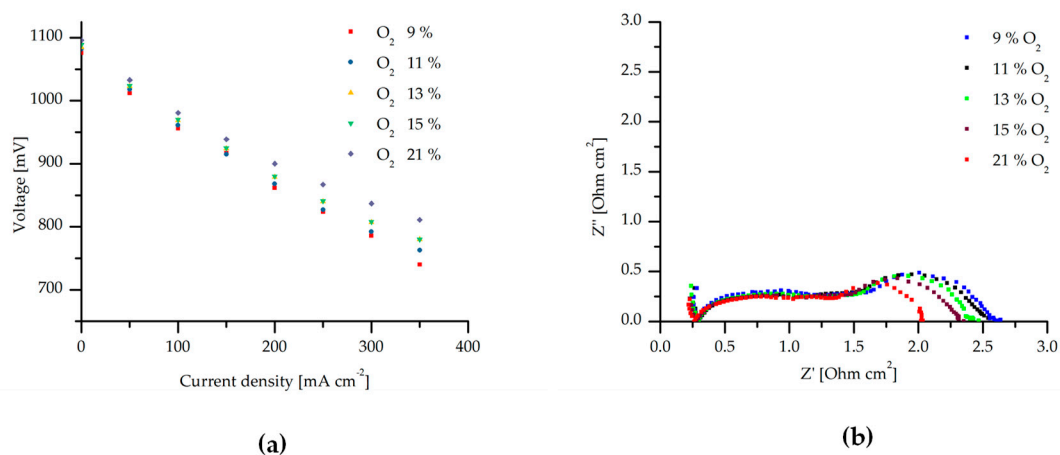 1100
1000
900
800
700
0
100
200
300
400
Voltage [mV]
Current density [mA cm⁻²]
O₂ 9 %
O₂ 11 %
O₂ 13 %
O₂ 15 %
O₂ 21 %
(a)
3.0
2.5
2.0
1.5
1.0
0.5
0.0
0.0
0.5
1.0
1.5
2.0
2.5
3.0
Z'' [Ohm cm²]
Z' [Ohm cm²]
9 % O₂
11 % O₂
13 % O₂
15 % O₂
21 % O₂
(b)